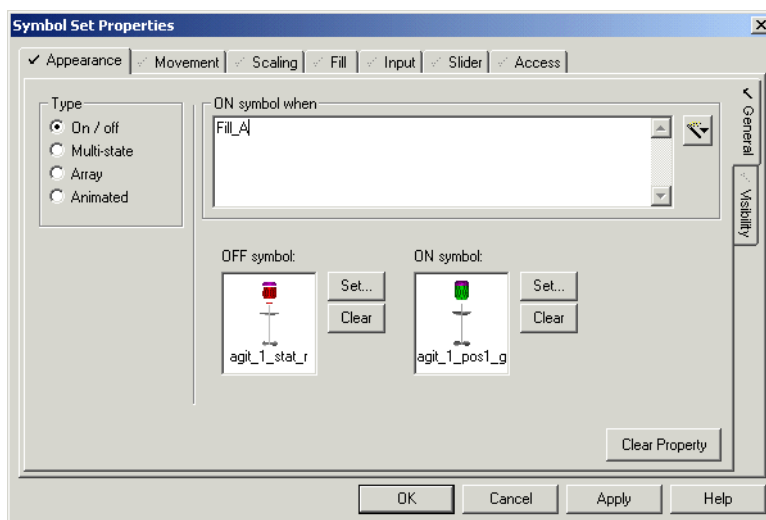 Symbol Set Properties
Appearance Movement Scaling Fill Input Slider Access
Type
On / off
Multi-state
Array
Animated
ON symbol when
Fill_A
General
Visibility
OFF symbol:
agit_1_stat_r
Set...
Clear
ON symbol:
agit_1_pos1_g
Set...
Clear
Clear Property
OK Cancel Apply Help